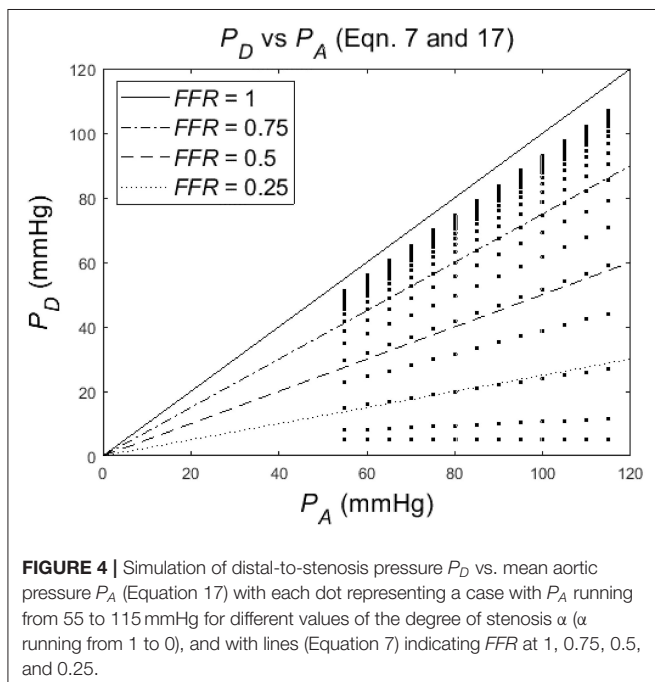 P_D vs P_A (Eqn. 7 and 17)
120
100
80
60
40
20
0
P_D (mmHg)
FFR = 1
FFR = 0.75
FFR = 0.5
FFR = 0.25
0 20 40 60 80 100 120
P_A (mmHg)
FIGURE 4 | Simulation of distal-to-stenosis pressure P_D vs. mean aortic
pressure P_A (Equation 17) with each dot representing a case with P_A running
from 55 to 115 mmHg for different values of the degree of stenosis α (α
running from 1 to 0), and with lines (Equation 7) indicating FFR at 1, 0.75, 0.5,
and 0.25.